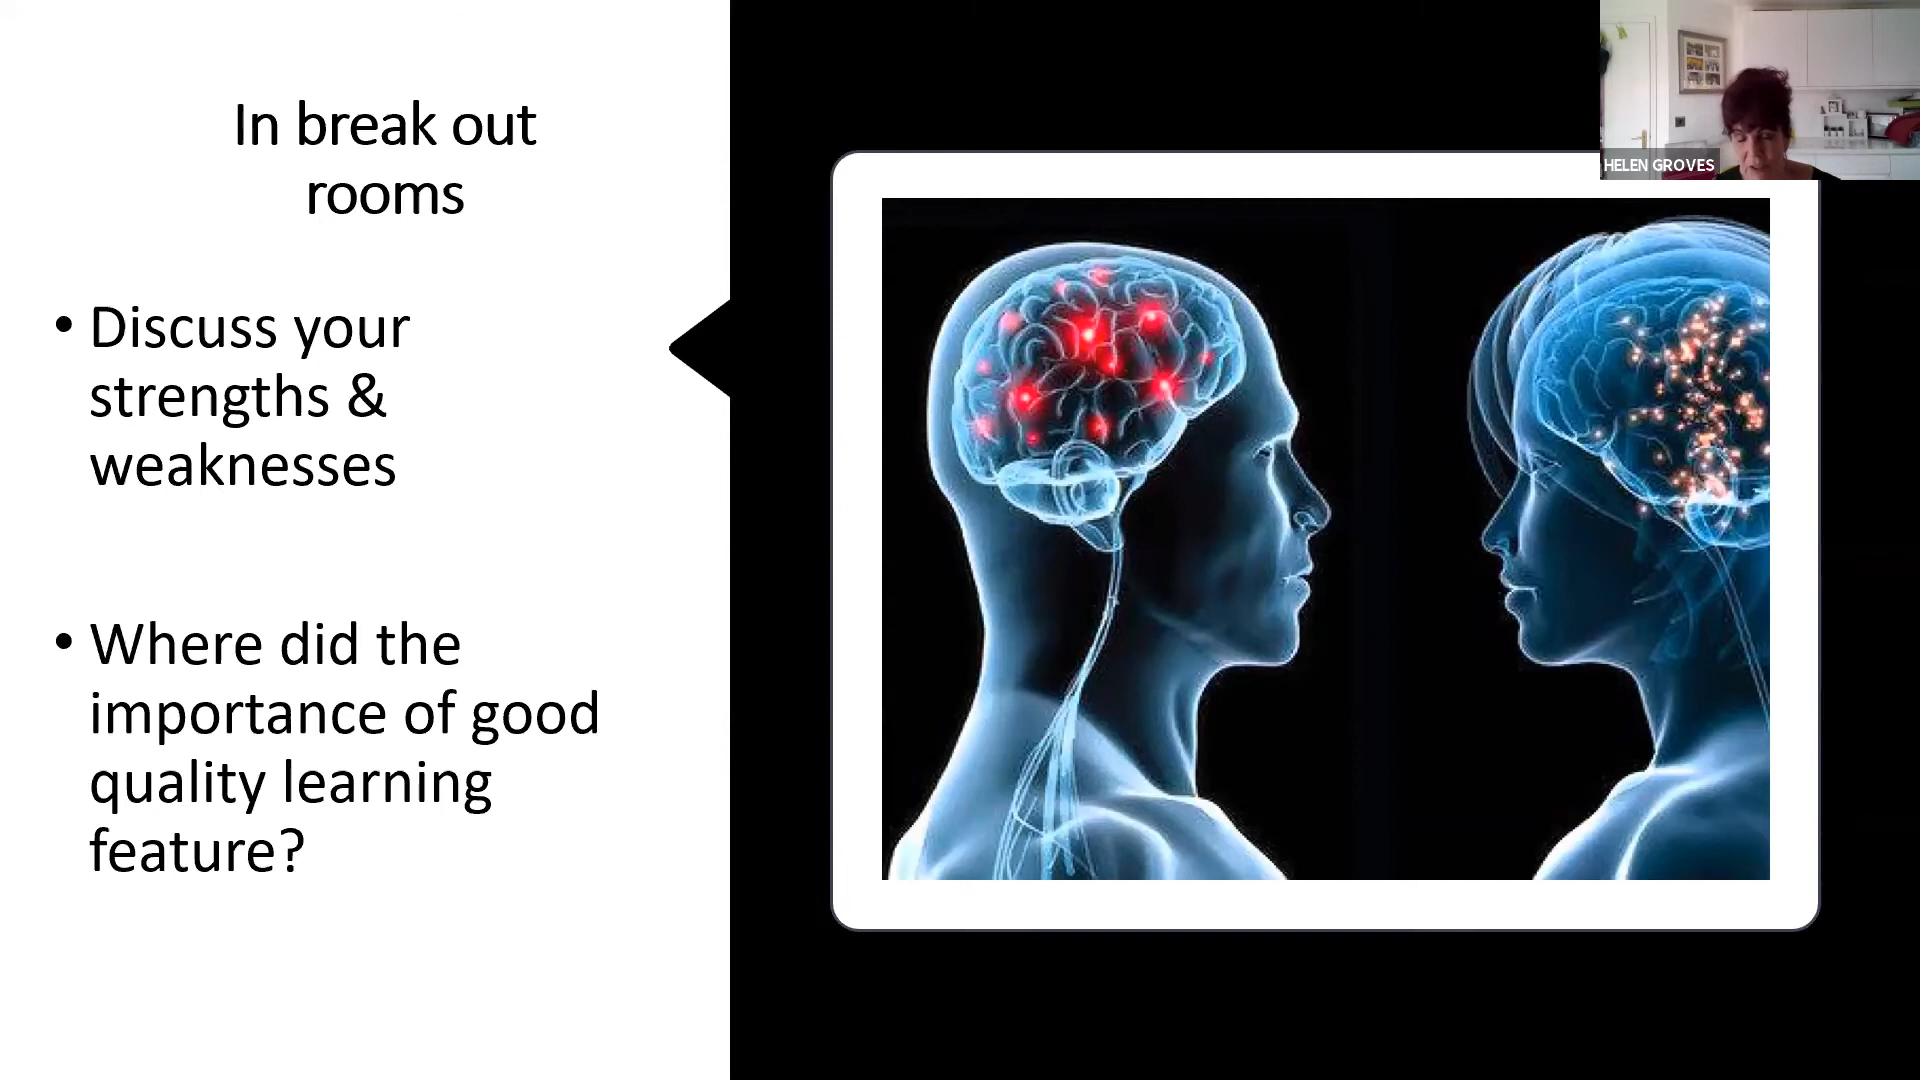 In break out
rooms
• Discuss your
strengths &
weaknesses
• Where did the
importance of good
quality learning
feature?
HELEN GROVES